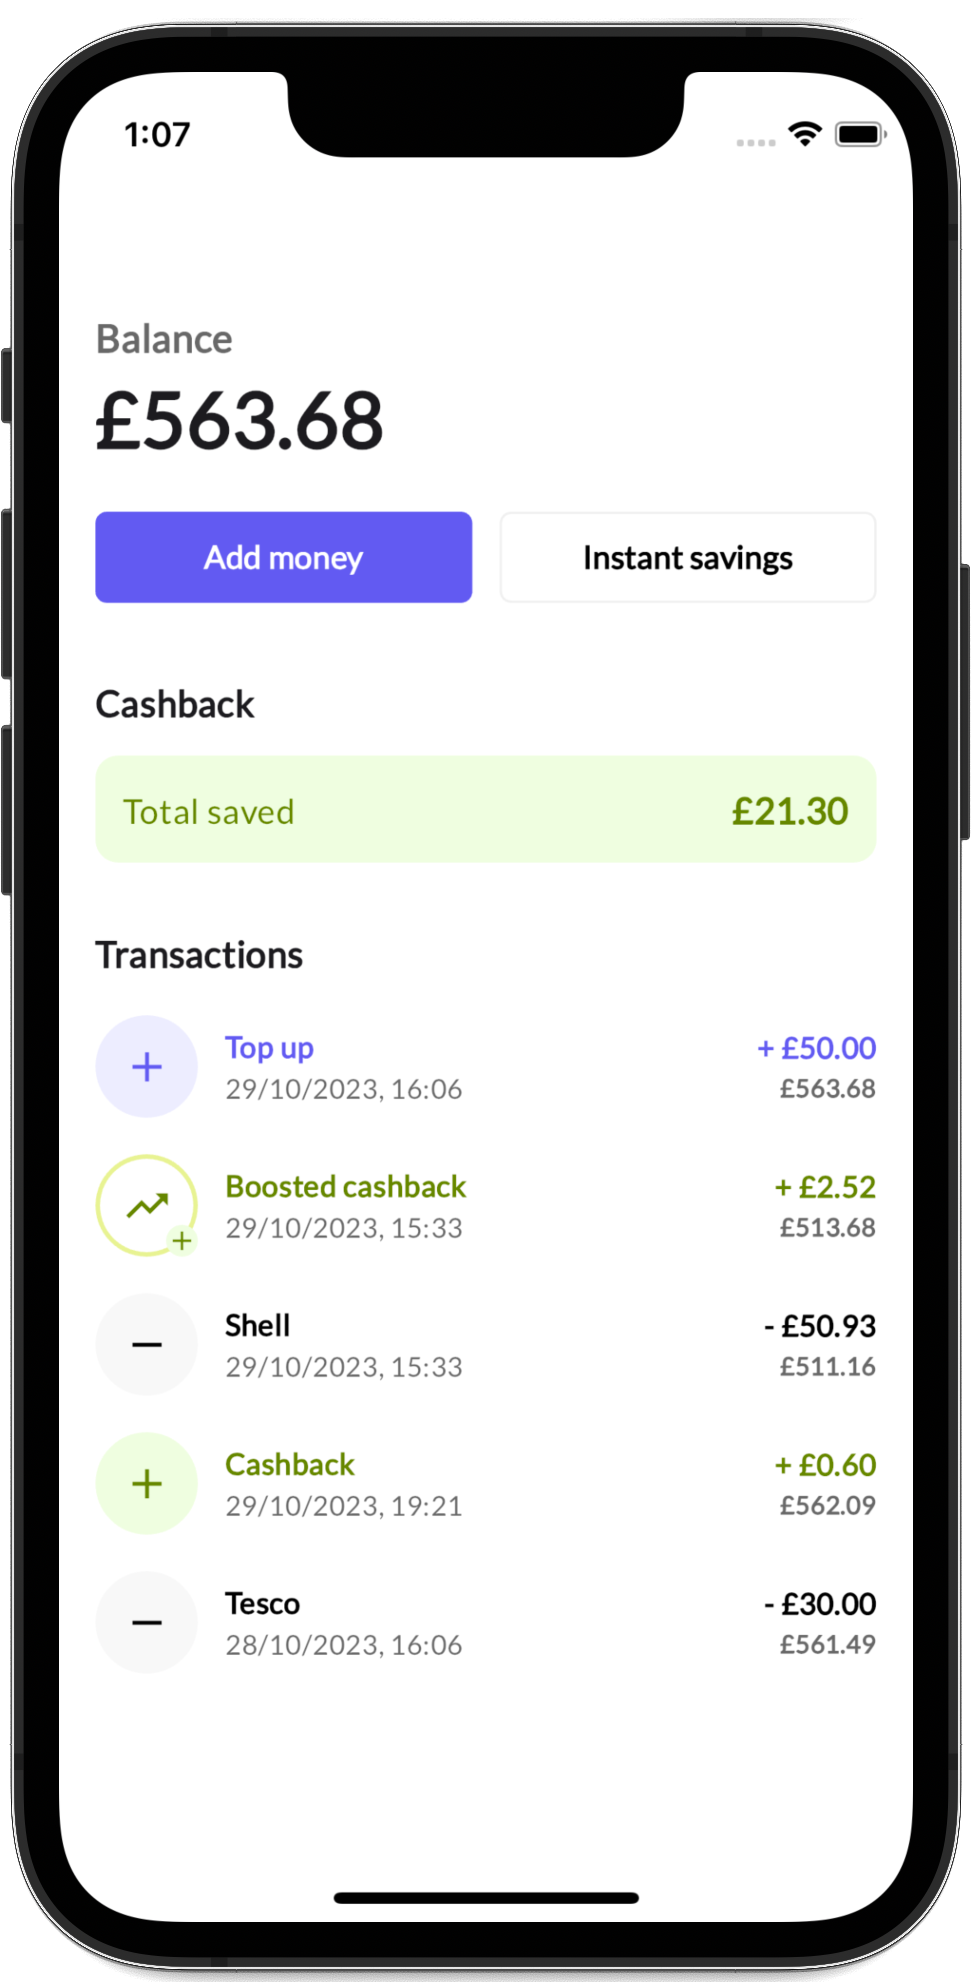 1:07
Balance
£563.68
Add money
Instant savings
Cashback
Total saved £21.30
Transactions
Top up + £50.00
29/10/2023, 16:06 £563.68
Boosted cashback + £2.52
29/10/2023, 15:33 £513.68
Shell - £50.93
29/10/2023, 15:33 £511.16
Cashback + £0.60
29/10/2023, 19:21 £562.09
Tesco - £30.00
28/10/2023, 16:06 £561.49